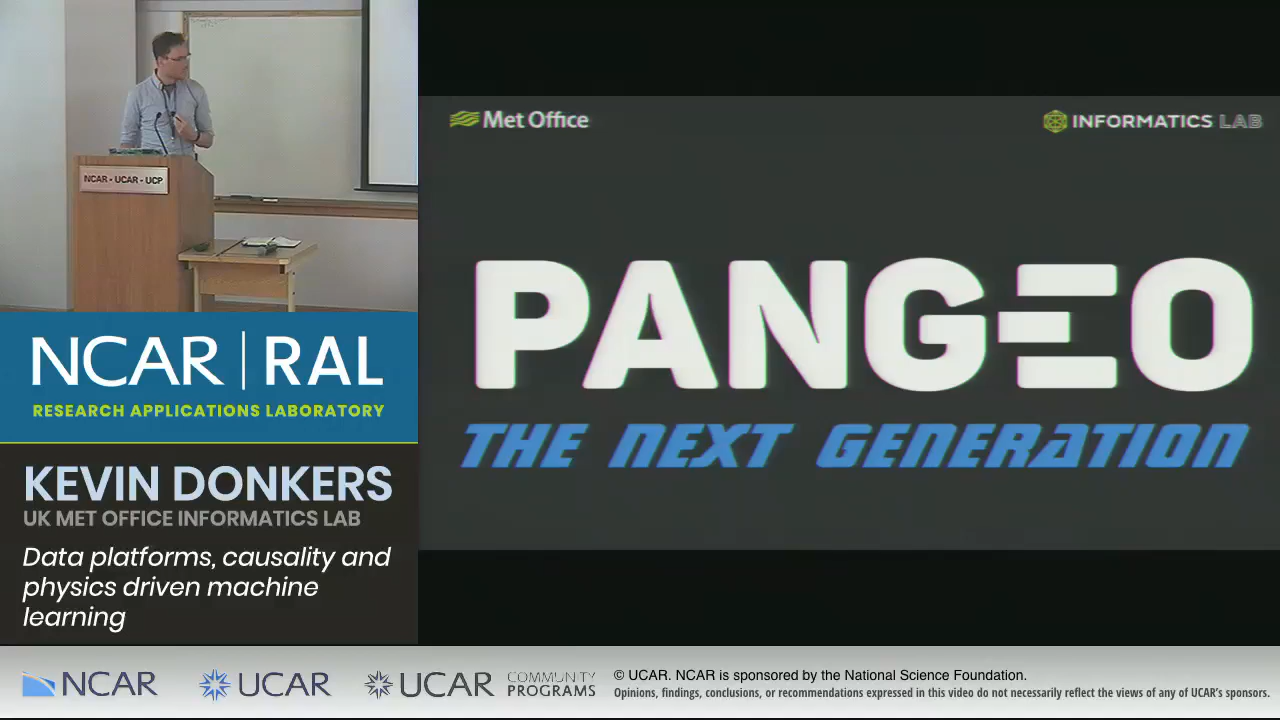 NCAR - UCAR - UCP
NCAR | RAL
RESEARCH APPLICATIONS LABORATORY
KEVIN DONKERS
UK MET OFFICE INFORMATICS LAB
Data platforms, causality and
physics driven machine
learning
Met Office
INFORMATICS LAB
PANGEO
THE NEXT GENERATION
NCAR
UCAR
UCAR
COMMUNITY
PROGRAMS
© UCAR. NCAR is sponsored by the National Science Foundation.
Opinions, findings, conclusions, or recommendations expressed in this video do not necessarily reflect the views of any of UCAR's sponsors.